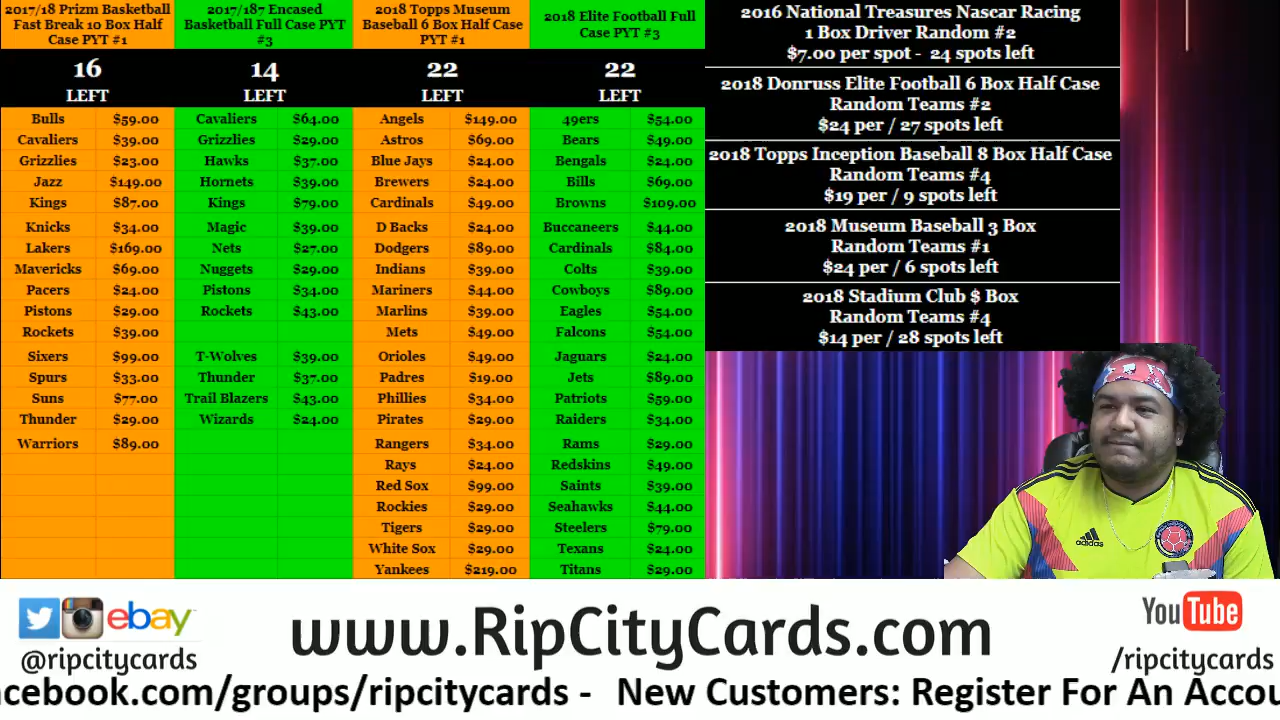 2017/18 Prizm Basketball
Fast Break 10 Box Half
Case PYT #1
16
LEFT
Bulls $59.00
Cavaliers $39.00
Grizzlies $23.00
Jazz $149.00
Kings $87.00
Knicks $34.00
Lakers $169.00
Mavericks $69.00
Pacers $24.00
Pistons $29.00
Rockets $39.00
Sixers $99.00
Spurs $33.00
Suns $77.00
Thunder $29.00
Warriors $89.00
2017/187 Encased
Basketball Full Case PYT
#3
14
LEFT
Cavaliers $64.00
Grizzlies $29.00
Hawks $37.00
Hornets $39.00
Kings $79.00
Magic $39.00
Nets $27.00
Nuggets $29.00
Pistons $34.00
Rockets $43.00
T-Wolves $39.00
Thunder $37.00
Trail Blazers $43.00
Wizards $24.00
2018 Topps Museum
Baseball 6 Box Half Case
PYT #1
22
LEFT
Angels $149.00
Astros $69.00
Blue Jays $24.00
Brewers $24.00
Cardinals $49.00
D Backs $24.00
Dodgers $89.00
Indians $39.00
Mariners $44.00
Marlins $39.00
Mets $49.00
Orioles $49.00
Padres $19.00
Phillies $34.00
Pirates $29.00
Rangers $34.00
Rays $24.00
Red Sox $99.00
Rockies $29.00
Tigers $29.00
White Sox $29.00
Yankees $219.00
2018 Elite Football Full
Case PYT #3
22
LEFT
49ers $54.00
Bears $49.00
Bengals $24.00
Bills $69.00
Browns $109.00
Buccaneers $44.00
Cardinals $84.00
Colts $39.00
Cowboys $89.00
Eagles $54.00
Falcons $54.00
Jaguars $24.00
Jets $89.00
Patriots $59.00
Raiders $34.00
Rams $29.00
Redskins $49.00
Saints $39.00
Seahawks $44.00
Steelers $79.00
Texans $24.00
Titans $29.00
2016 National Treasures Nascar Racing
1 Box Driver Random #2
$7.00 per spot - 24 spots left
2018 Donruss Elite Football 6 Box Half Case
Random Teams #2
$24 per / 27 spots left
2018 Topps Inception Baseball 8 Box Half Case
Random Teams #4
$19 per / 9 spots left
2018 Museum Baseball 3 Box
Random Teams #1
$24 per / 6 spots left
2018 Stadium Club $ Box
Random Teams #4
$14 per / 28 spots left
adidas
ebay
@ripcitycards
www.RipCityCards.com
YouTube
/ripcitycards
acebook.com/groups/ripcitycards - New Customers: Register For An Accou